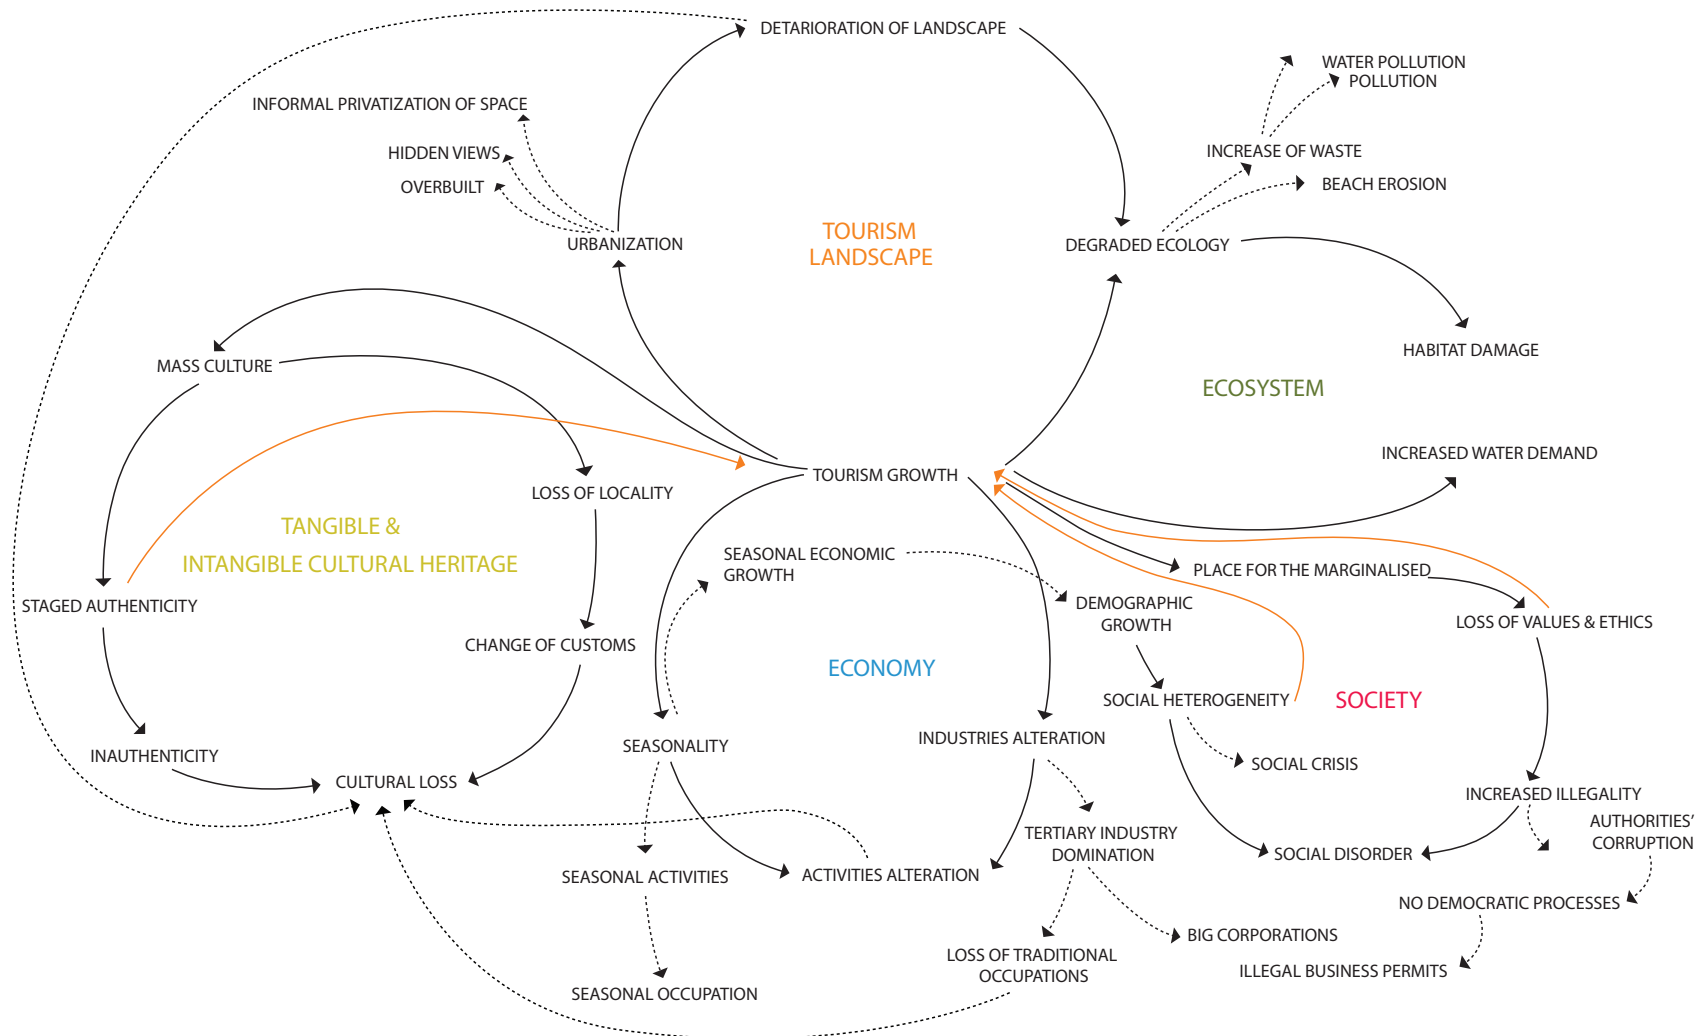 DETARIORATION OF LANDSCAPE
WATER POLLUTION
POLLUTION
INFORMAL PRIVATIZATION OF SPACE
HIDDEN VIEWS
INCREASE OF WASTE
OVERBUILT
BEACH EROSION
TOURISM
LANDSCAPE
URBANIZATION
DEGRADED ECOLOGY
HABITAT DAMAGE
MASS CULTURE
ECOSYSTEM
INCREASED WATER DEMAND
TOURISM GROWTH
LOSS OF LOCALITY
TANGIBLE &
INTANGIBLE CULTURAL HERITAGE
SEASONAL ECONOMIC
GROWTH
PLACE FOR THE MARGINALISED
STAGED AUTHENTICITY
DEMOGRAPHIC
GROWTH
LOSS OF VALUES & ETHICS
CHANGE OF CUSTOMS
ECONOMY
SOCIAL HETEROGENEITY
SOCIETY
INAUTHENTICITY
SEASONALITY
INDUSTRIES ALTERATION
SOCIAL CRISIS
CULTURAL LOSS
INCREASED ILLEGALITY
AUTHORITIES'
CORRUPTION
TERTIARY INDUSTRY
DOMINATION
SOCIAL DISORDER
SEASONAL ACTIVITIES
ACTIVITIES ALTERATION
NO DEMOCRATIC PROCESSES
BIG CORPORATIONS
LOSS OF TRADITIONAL
OCCUPATIONS
ILLEGAL BUSINESS PERMITS
SEASONAL OCCUPATION